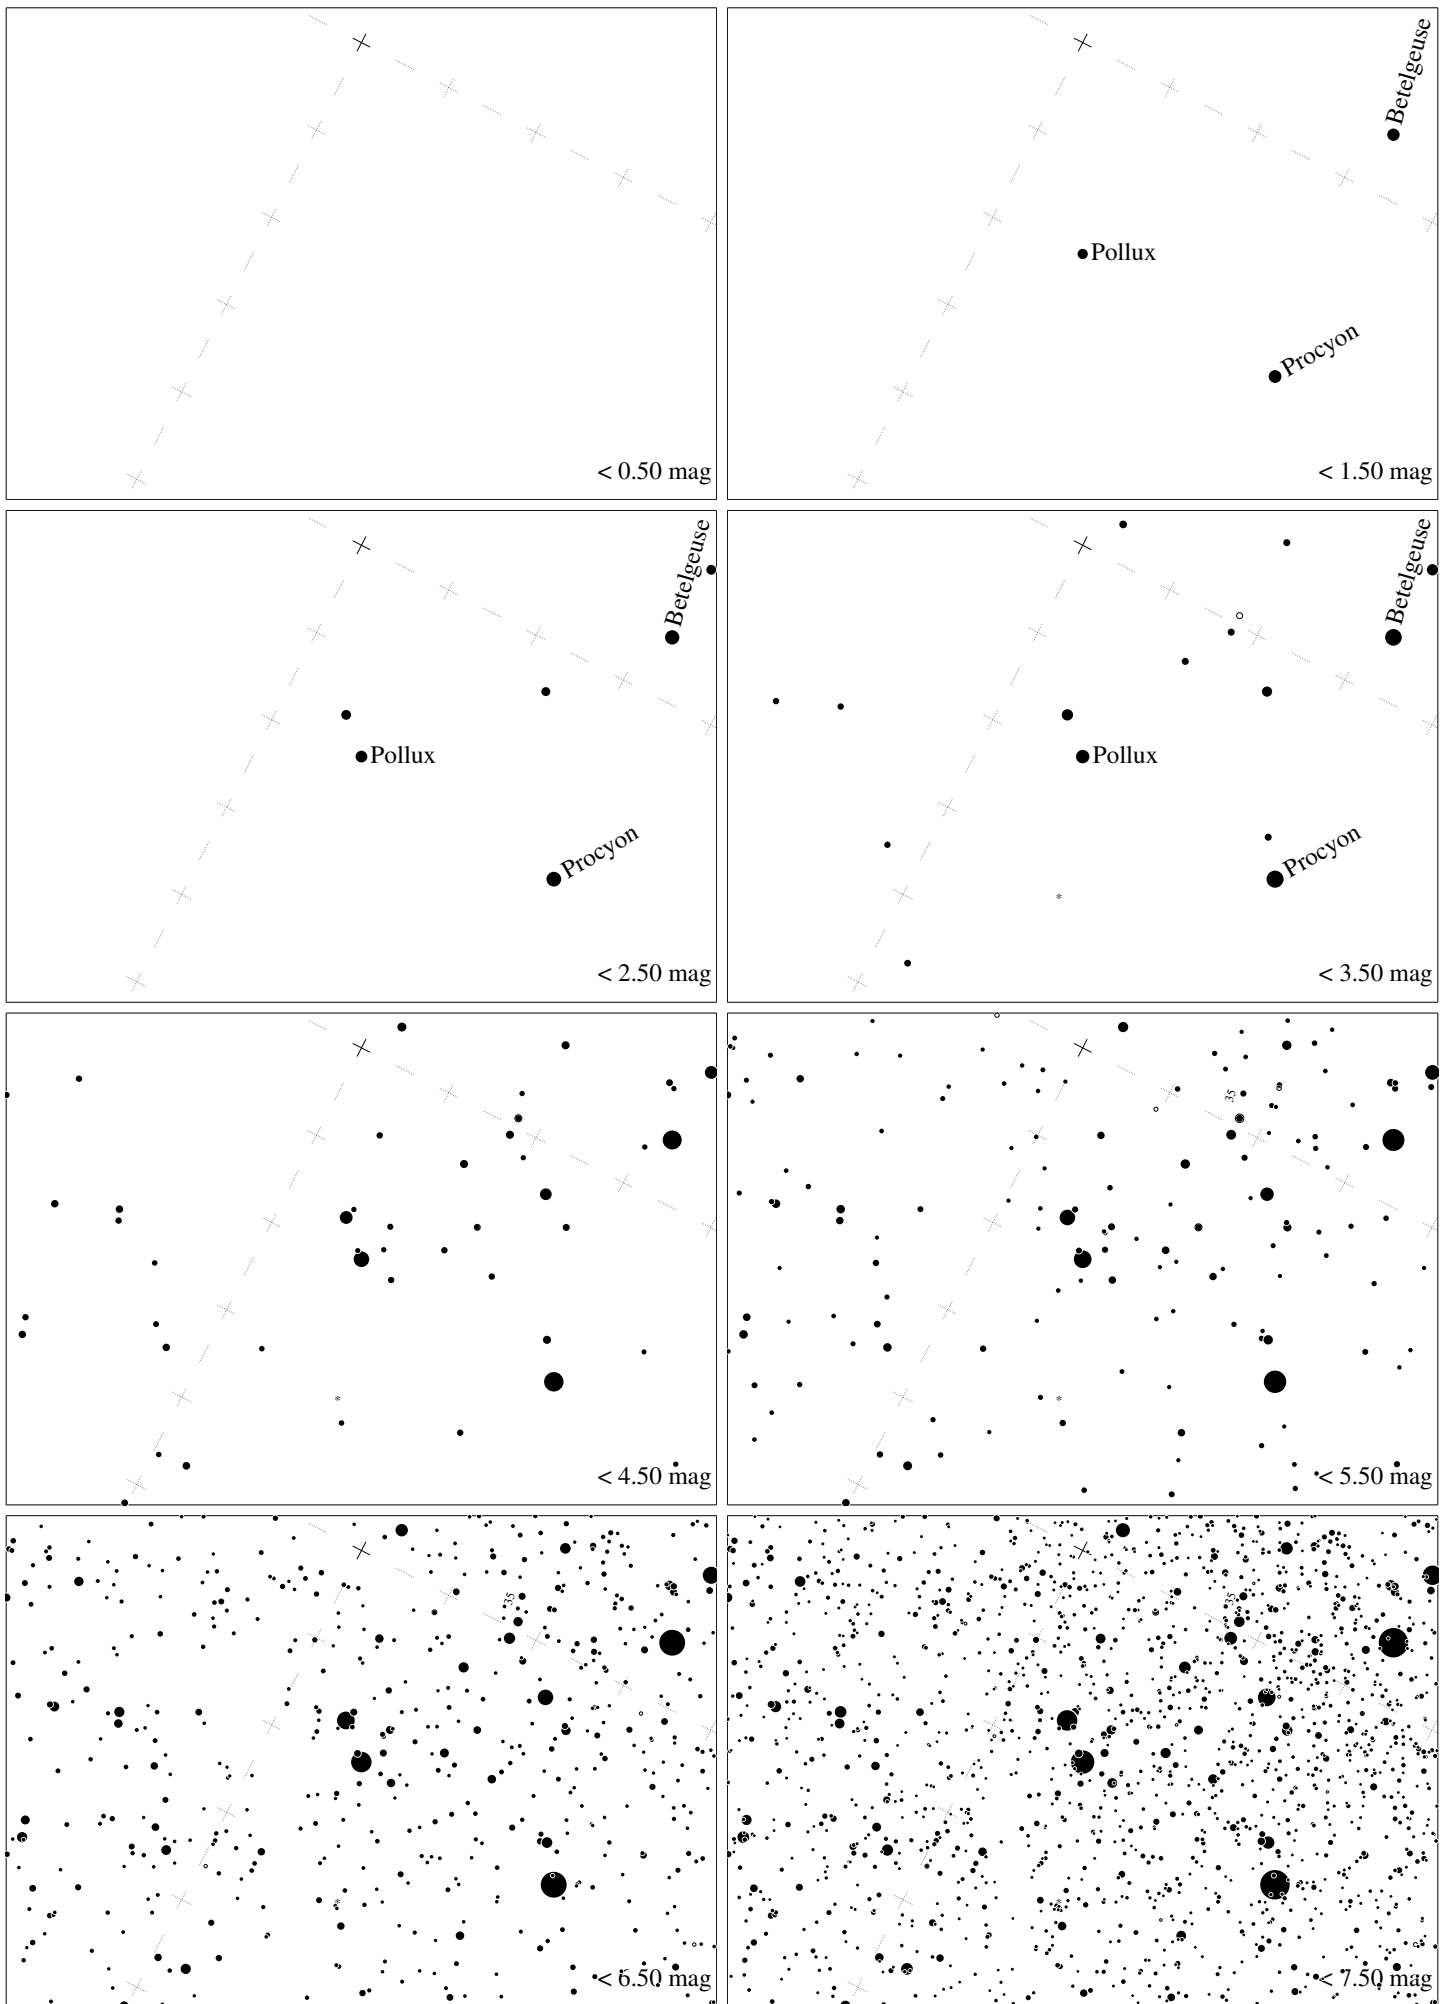 < 0.50 mag
Betelgeuse
Pollux
Procyon
< 1.50 mag
Betelgeuse
Pollux
Procyon
< 2.50 mag
Betelgeuse
Pollux
Procyon
< 3.50 mag
< 4.50 mag
35
< 5.50 mag
35
< 6.50 mag
35
< 7.50 mag